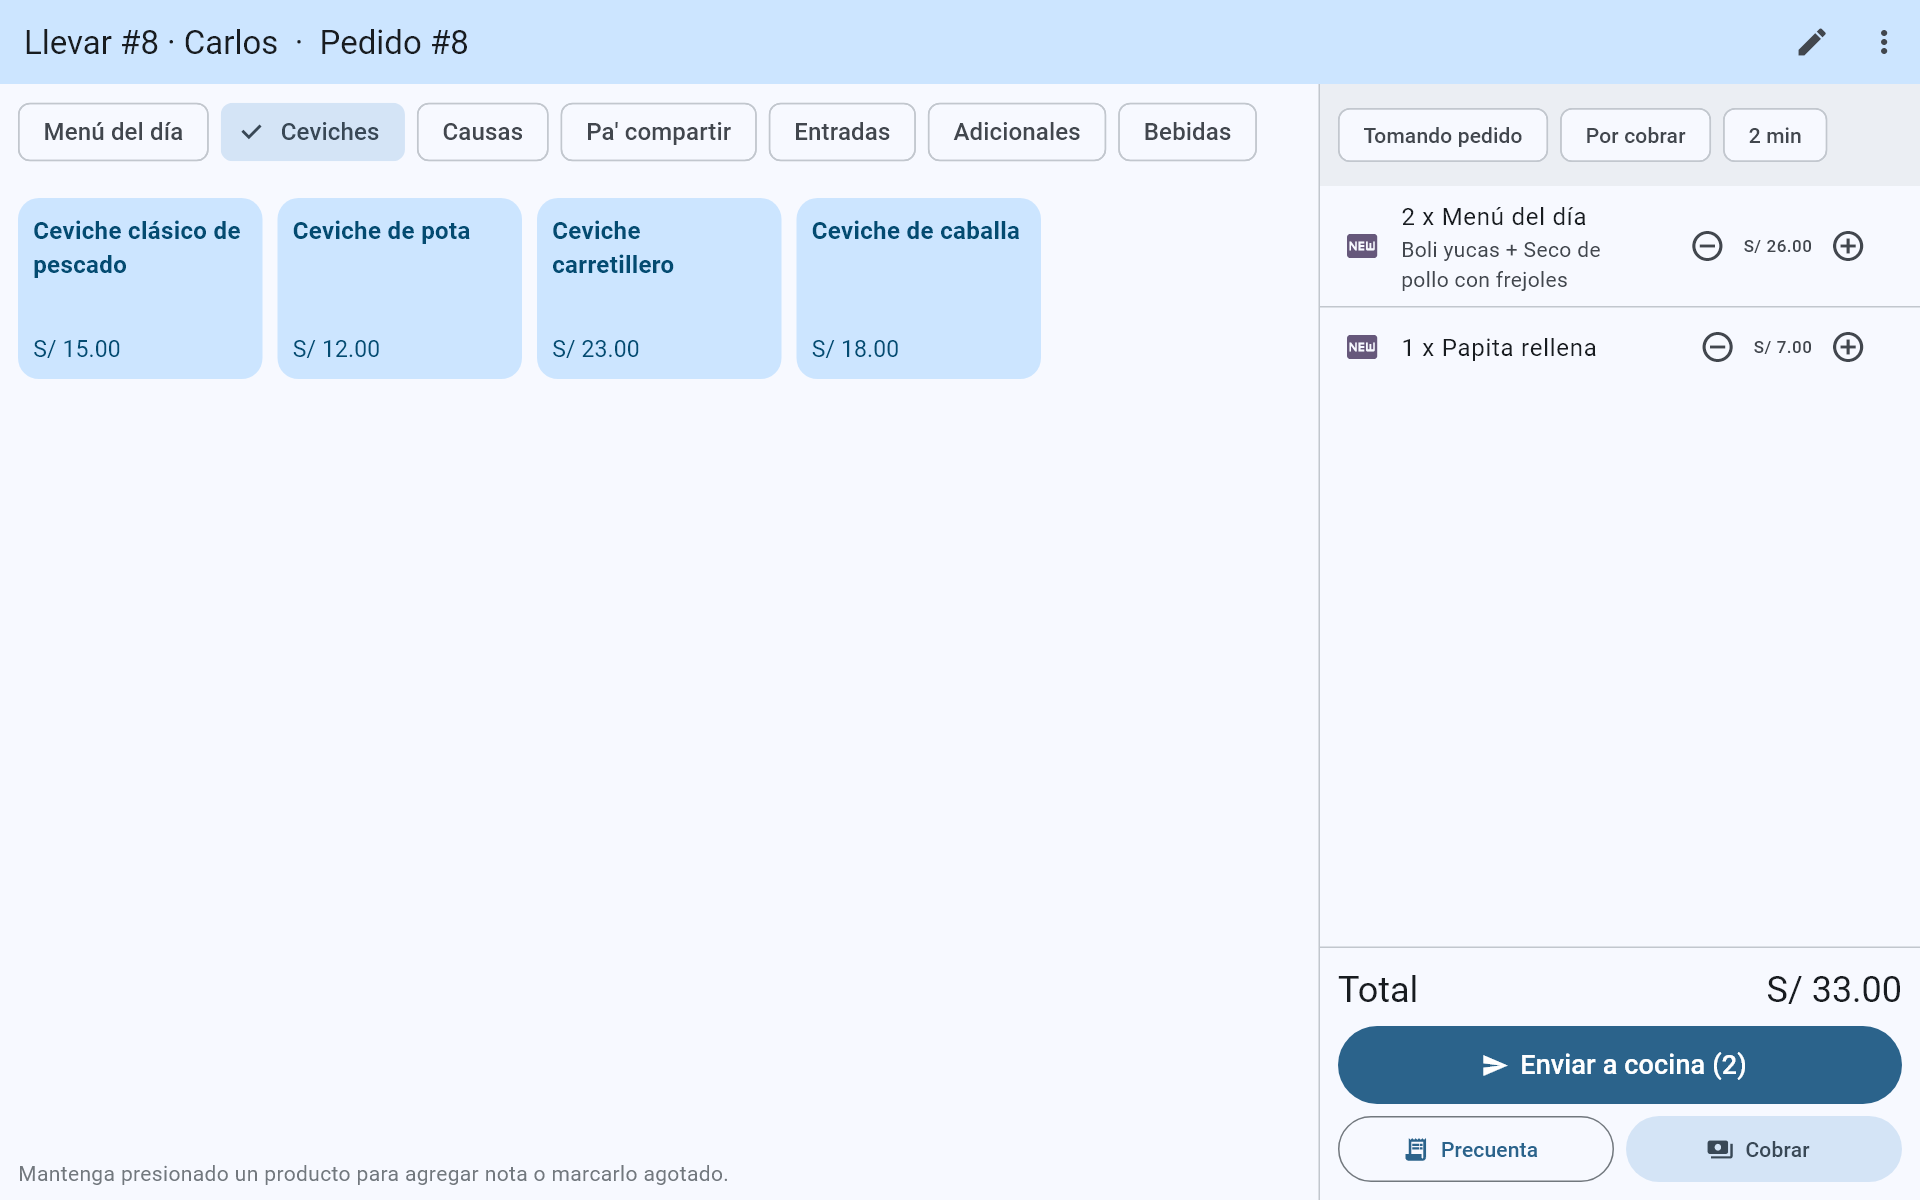 Llevar #8 · Carlos · Pedido #8
Menú del día
Ceviches
Causas
Pa' compartir
Entradas
Adicionales
Bebidas
Ceviche clásico de
pescado
S/ 15.00
Ceviche de pota
S/ 12.00
Ceviche
carretillero
S/ 23.00
Ceviche de caballa
S/ 18.00
Mantenga presionado un producto para agregar nota o marcarlo agotado.
Tomando pedido
Por cobrar
2 min
NEW
2 x Menú del día
Boli yucas + Seco de
pollo con frejoles
S/ 26.00
NEW
1 x Papita rellena
S/ 7.00
Total
S/ 33.00
Enviar a cocina (2)
Precuenta
Cobrar